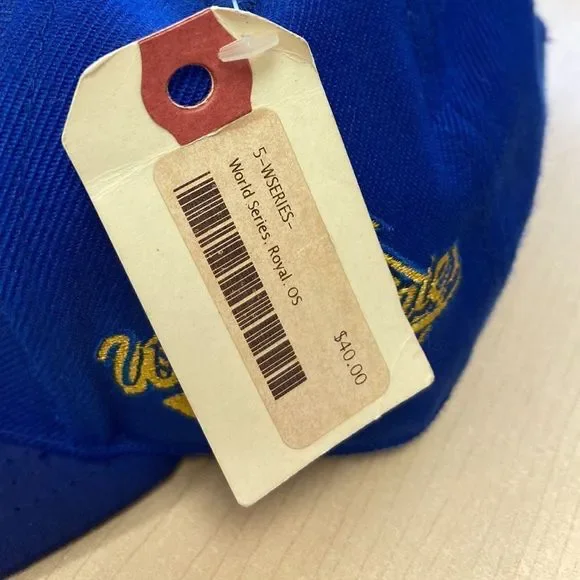 5-WSERIES-
World Series, Royal, OS
$40.00